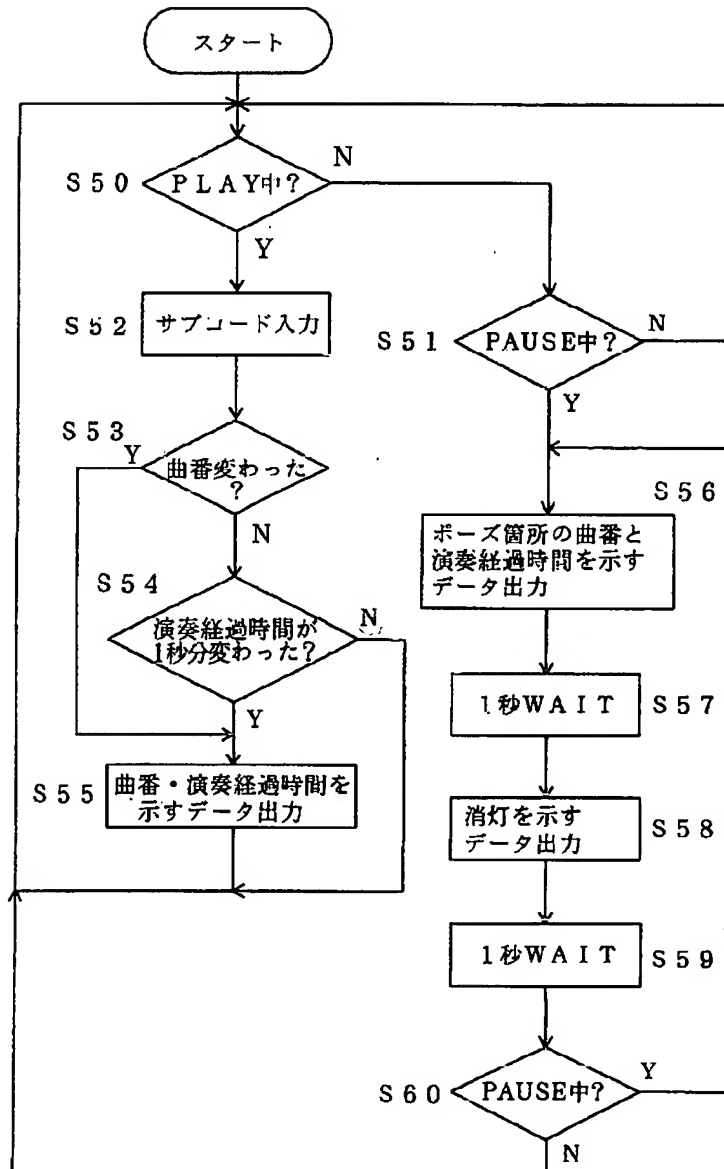 スタート
N
S50
PLAY中?
Y
S52
サブコード入力
S51
PAUSE中?
N
Y
S53
Y
曲番変わった
?
N
S54
演奏経過時間が
1秒分変わった?
N
Y
S55
曲番・演奏経過時間を
示すデータ出力
S56
ポーズ箇所の曲番と
演奏経過時間を示す
データ出力
1秒WAIT
S57
消灯を示す
データ出力
S58
1秒WAIT
S59
S60
PAUSE中?
Y
N